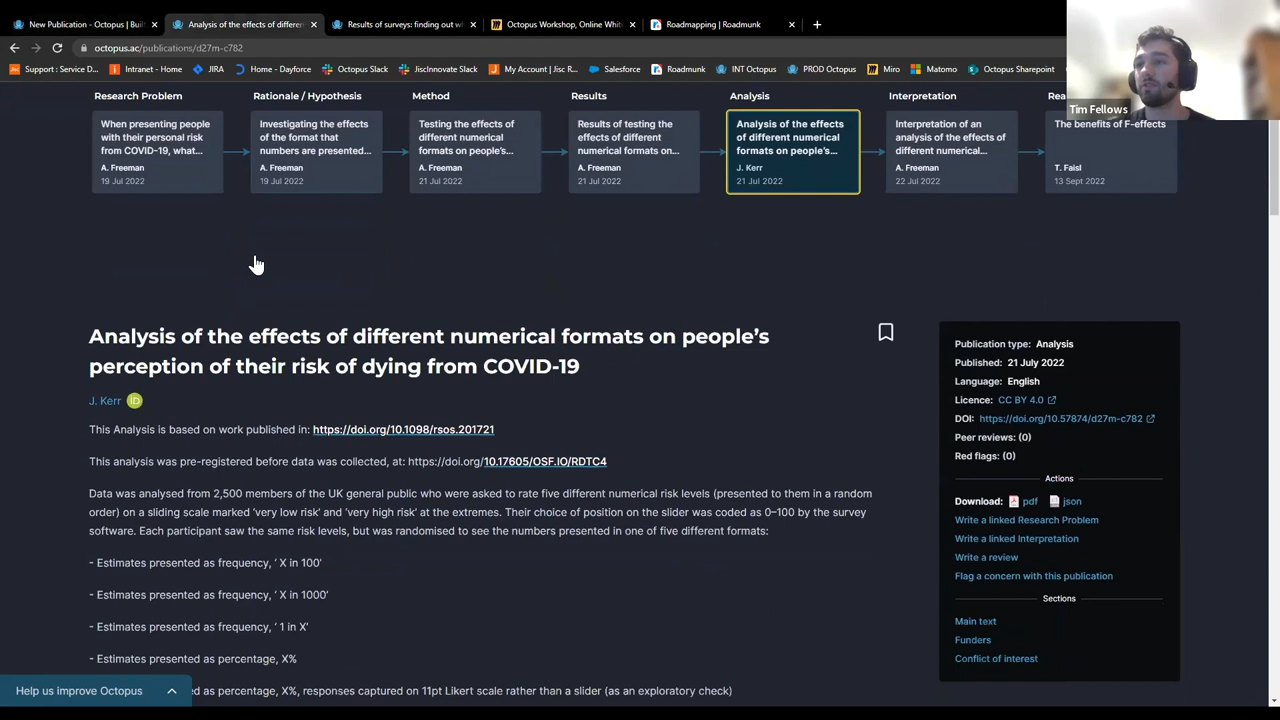 New Publication - Octopus | Buil
Analysis of the effects of differen
Results of surveys: finding out w
Octopus Workshop, Online Whit
Roadmapping | Roadmunk
octopus.ac/publications/d27m-c782
Support : Service D...
Intranet - Home
JIRA
Home - Dayforce
Octopus Slack
JiscInnovate Slack
My Account | Jisc R...
Salesforce
Roadmunk
INT Octopus
PROD Octopus
Miro
Matomo
Octopus Sharepoint
Tim Fellows
Research Problem
Rationale / Hypothesis
Method
Results
Analysis
Interpretation
Rea
When presenting people
with their personal risk
from COVID-19, what...
A. Freeman
19 Jul 2022
Investigating the effects
of the format that
numbers are presented...
A. Freeman
19 Jul 2022
Testing the effects of
different numerical
formats on people's...
A. Freeman
21 Jul 2022
Results of testing the
effects of different
numerical formats on...
A. Freeman
21 Jul 2022
Analysis of the effects
of different numerical
formats on people's...
J. Kerr
21 Jul 2022
Interpretation of an
analysis of the effects
of different numerical...
A. Freeman
22 Jul 2022
The benefits of F-effects
T. Faisl
13 Sept 2022
Analysis of the effects of different numerical formats on people's
perception of their risk of dying from COVID-19
J. Kerr iD
This Analysis is based on work published in: https://doi.org/10.1098/rsos.201721
This analysis was pre-registered before data was collected, at: https://doi.org/10.17605/OSF.IO/RDTC4
Data was analysed from 2,500 members of the UK general public who were asked to rate five different numerical risk levels (presented to them in a random
order) on a sliding scale marked 'very low risk' and 'very high risk' at the extremes. Their choice of position on the slider was coded as 0–100 by the survey
software. Each participant saw the same risk levels, but was randomised to see the numbers presented in one of five different formats:
- Estimates presented as frequency, ' X in 100'
- Estimates presented as frequency, ' X in 1000'
- Estimates presented as frequency, ' 1 in X'
- Estimates presented as percentage, X%
ed as percentage, X%, responses captured on 11pt Likert scale rather than a slider (as an exploratory check)
Publication type: Analysis
Published: 21 July 2022
Language: English
Licence: CC BY 4.0
DOI: https://doi.org/10.57874/d27m-c782
Peer reviews: (0)
Red flags: (0)
Actions
Download: pdf json
Write a linked Research Problem
Write a linked Interpretation
Write a review
Flag a concern with this publication
Sections
Main text
Funders
Conflict of interest
Help us improve Octopus